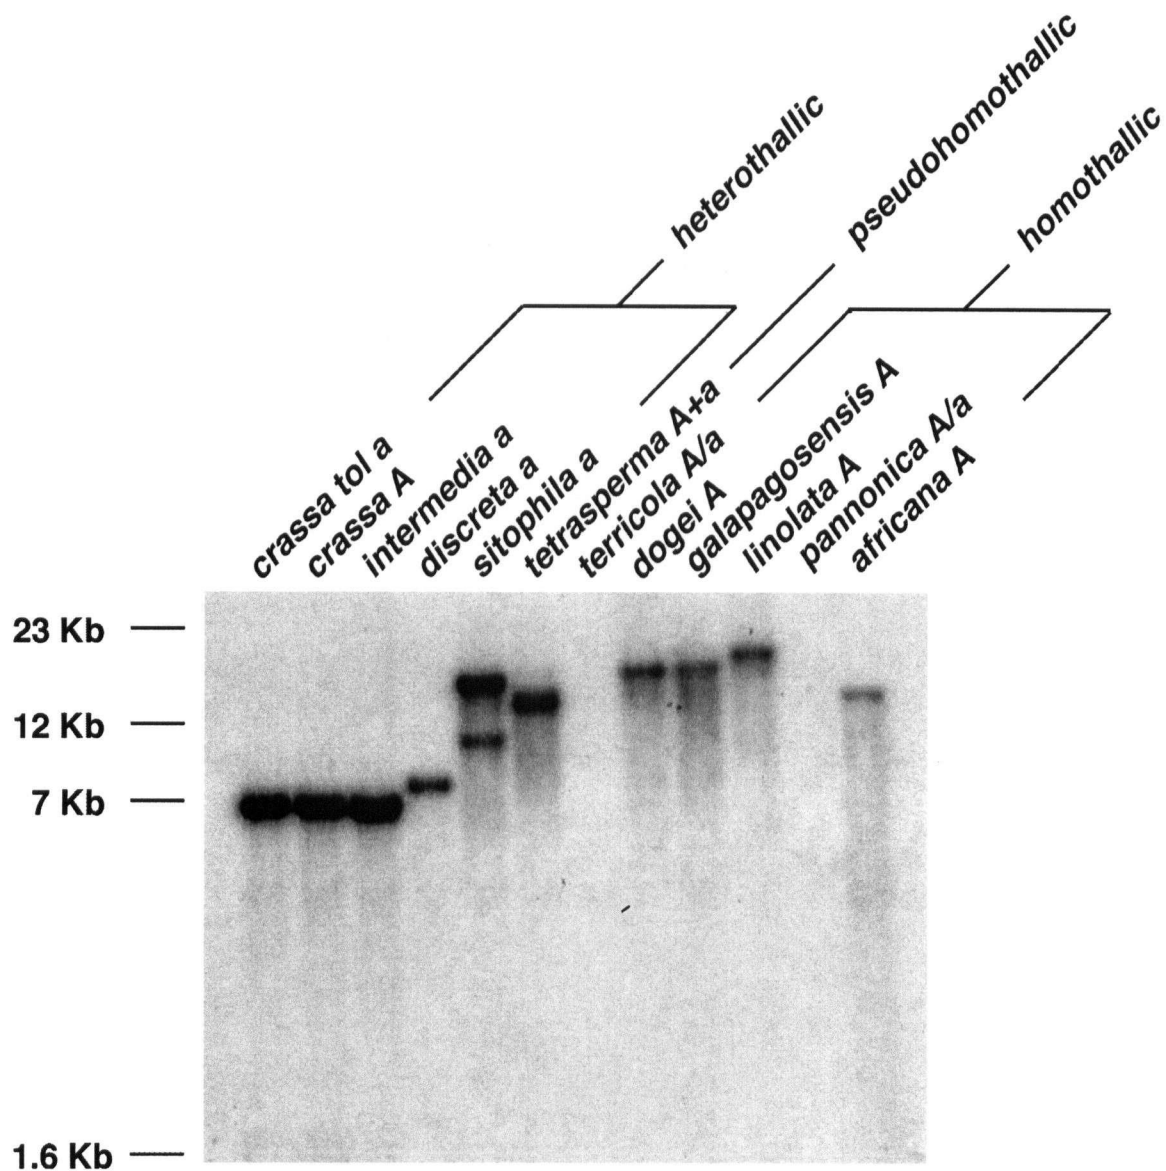 heterothallic
pseudohomothallic
homothallic
crassa tol a
crassa A
intermedia a
discreta a
sitophila a
tetrasperma A+a
terricola A/a
dogei A
galapagosensis A
linolata A
pannonica A/a
africana A
23 Kb
12 Kb
7 Kb
1.6 Kb